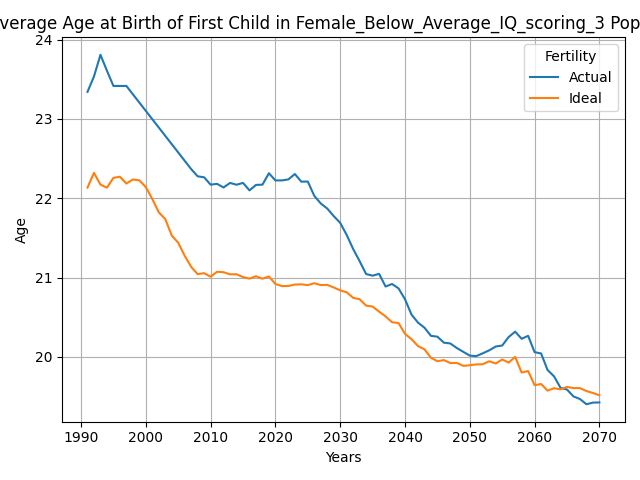 verage Age at Birth of First Child in Female_Below_Average_IQ_scoring_3 Pop
24
23
22
21
20
Age
Fertility
Actual
Ideal
1990 2000 2010 2020 2030 2040 2050 2060 2070
Years